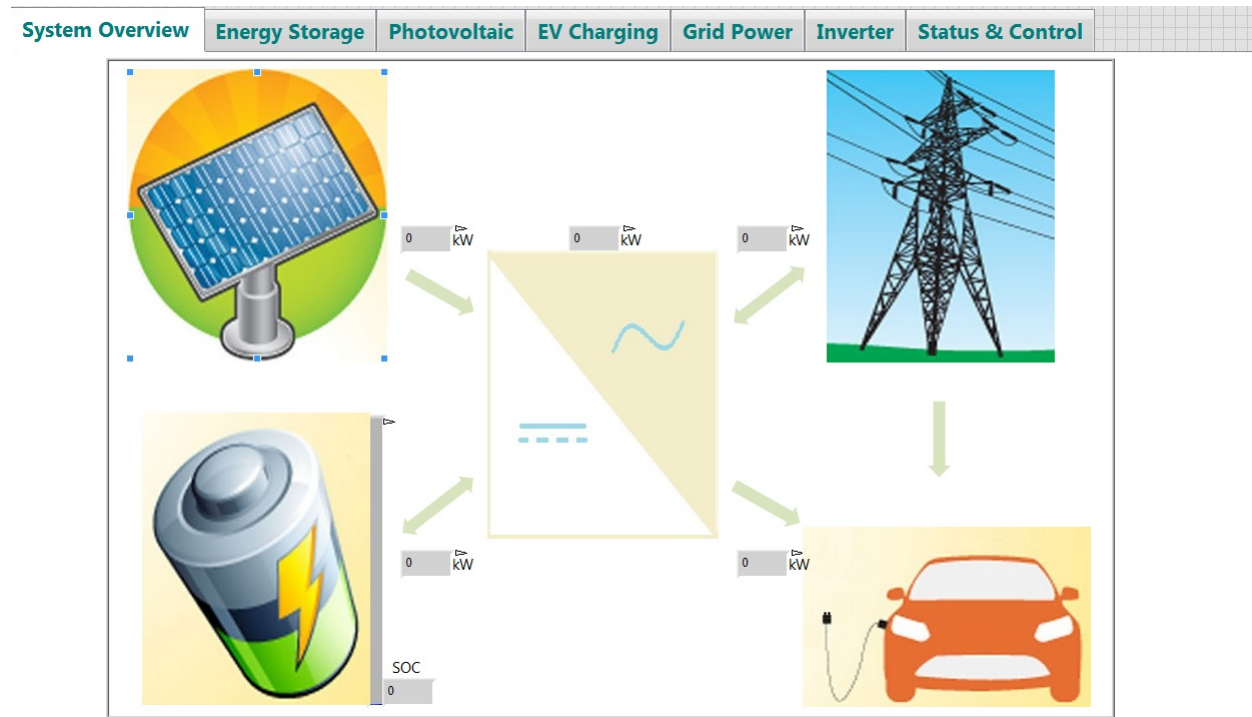 System Overview Energy Storage Photovoltaic EV Charging Grid Power Inverter Status & Control
0 kW 0 kW 0 kW
0 kW 0 kW
SOC
0